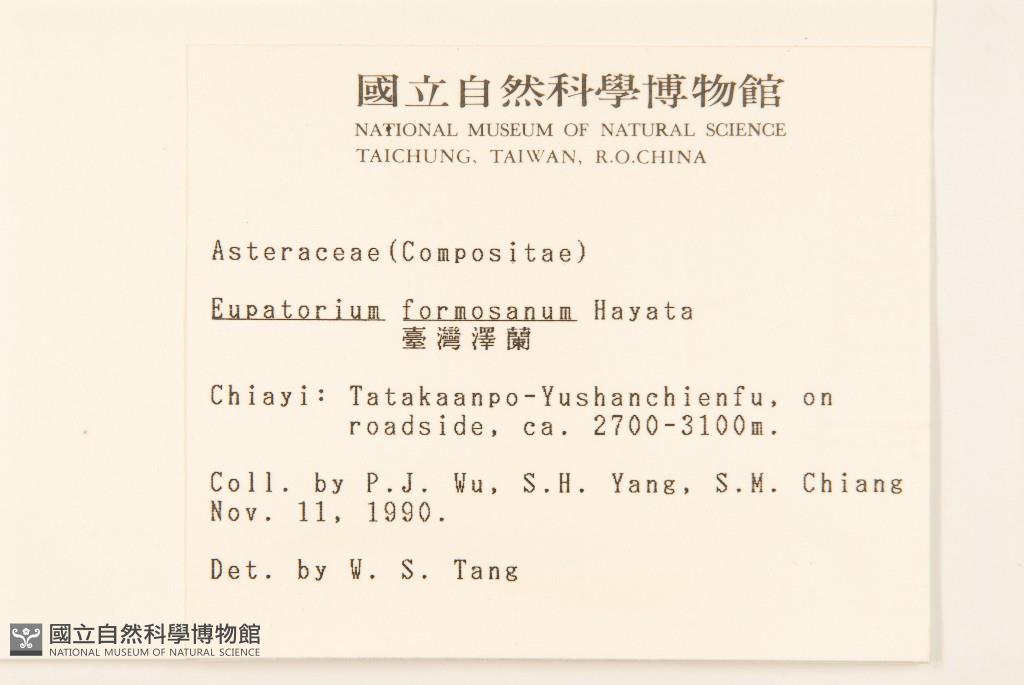 國立自然科學博物館
NATIONAL MUSEUM OF NATURAL SCIENCE
TAICHUNG, TAIWAN, R.O.CHINA
Asteraceae(Compositae)
Eupatorium formosanum Hayata
臺灣澤蘭
Chiayi: Tatakaanpo-Yushanchienfu, on
roadside, ca. 2700-3100m.
Coll. by P.J. Wu, S.H. Yang, S.M. Chiang
Nov. 11, 1990.
Det. by W. S. Tang
國立自然科學博物館
NATIONAL MUSEUM OF NATURAL SCIENCE